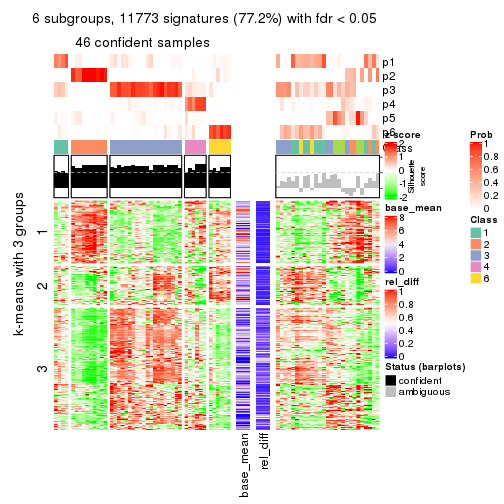 6 subgroups, 11773 signatures (77.2%) with fdr < 0.05
46 confident samples
p1
p2
p3
p4
p5
p6
Class
z-score
2
1
0
-1
-2
Silhouette
score
Prob
1
0.8
0.6
0.4
0.2
0
base_mean
8
6
4
2
0
Class
1
2
3
4
6
rel_diff
1
0.8
0.6
0.4
0.2
0
Status (barplots)
confident
ambiguous
k-means with 3 groups
1
2
3
base_mean
rel_diff